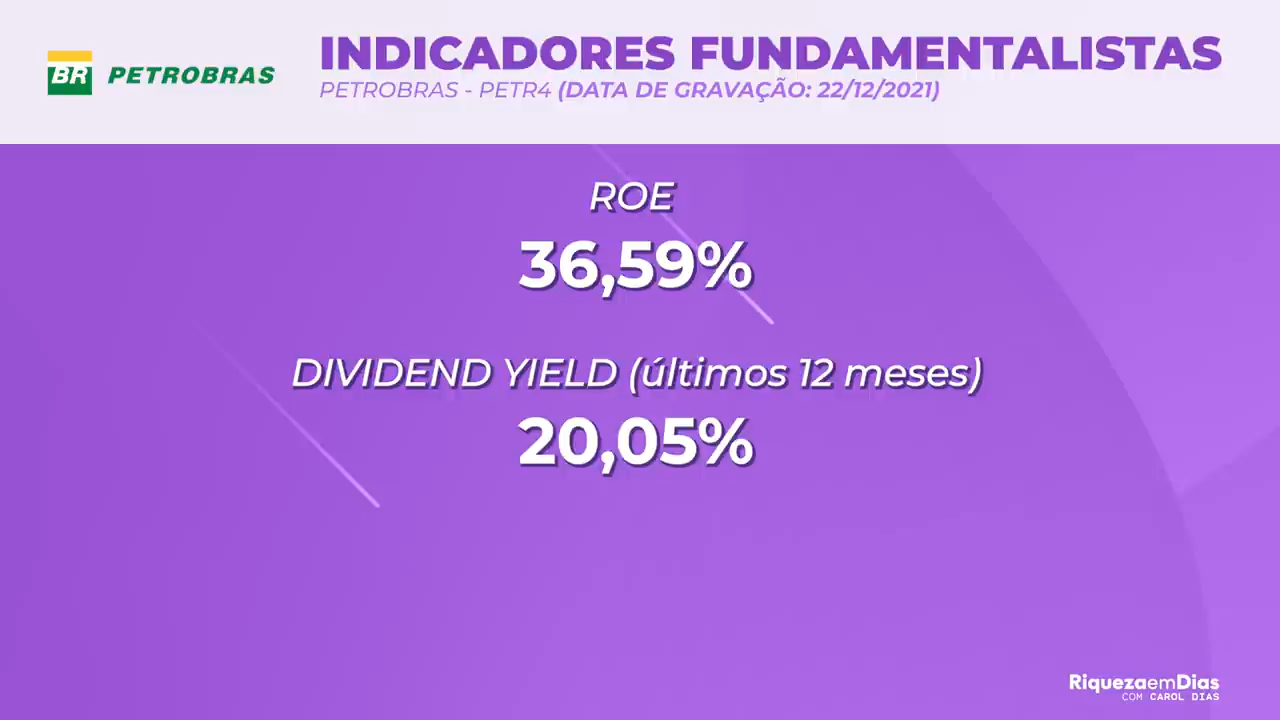 BR PETROBRAS
INDICADORES FUNDAMENTALISTAS
PETROBRAS - PETR4 (DATA DE GRAVAÇÃO: 22/12/2021)
ROE
36,59%
DIVIDEND YIELD (últimos 12 meses)
20,05%
RiquezaemDias
COM CAROL DIAS